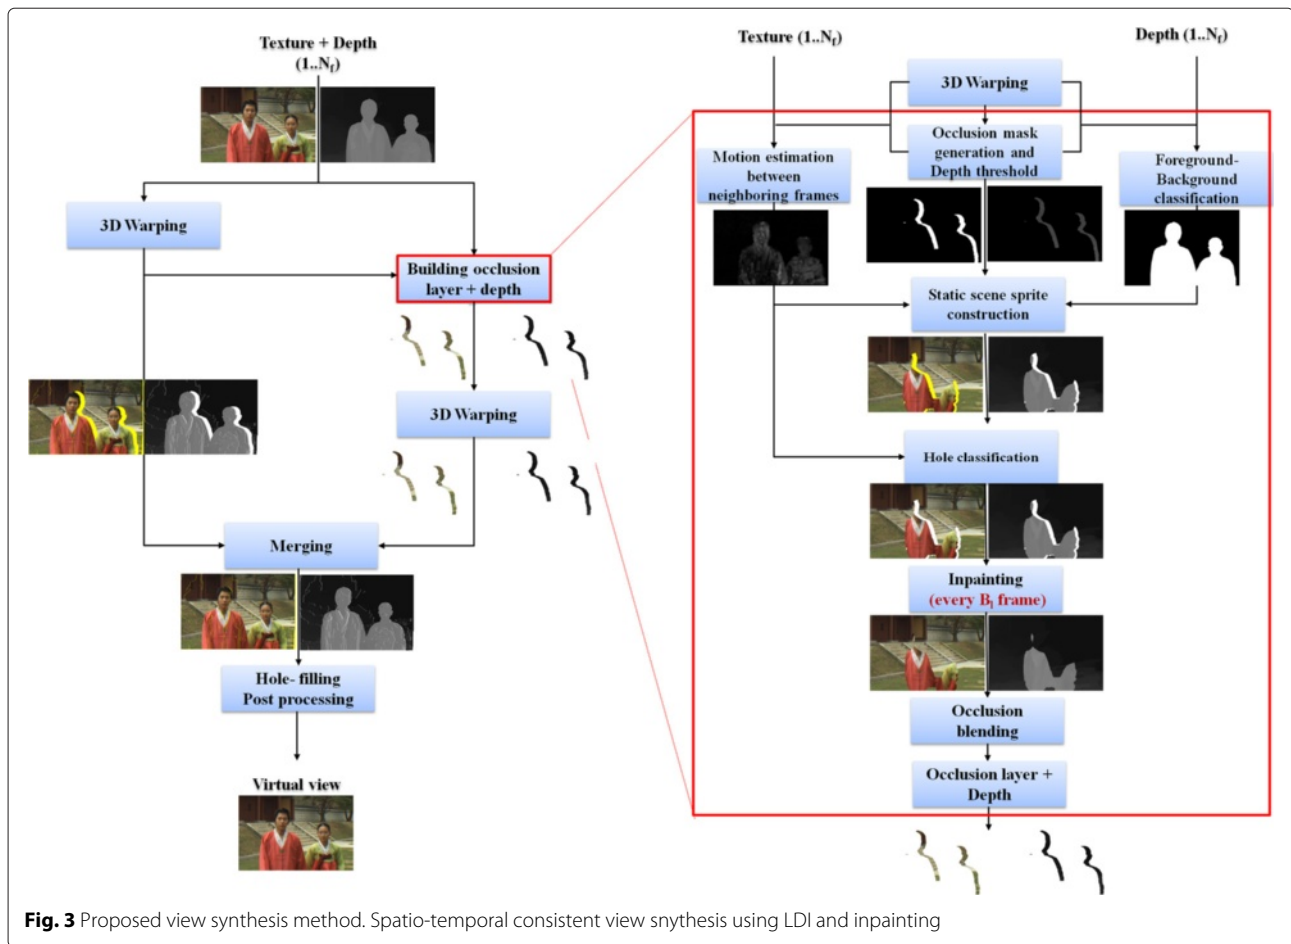 Texture + Depth
(1..Nf)
3D Warping
Building occlusion
layer + depth
3D Warping
Merging
Hole- filling
Post processing
Virtual view
Texture (1..Nf)
Depth (1..Nf)
3D Warping
Occlusion mask
generation and
Depth threshold
Motion estimation
between
neighboring frames
Foreground-
Background
classification
Static scene sprite
construction
Hole classification
Inpainting
(every Bl frame)
Occlusion
blending
Occlusion layer +
Depth
Fig. 3 Proposed view synthesis method. Spatio-temporal consistent view snythesis using LDI and inpainting